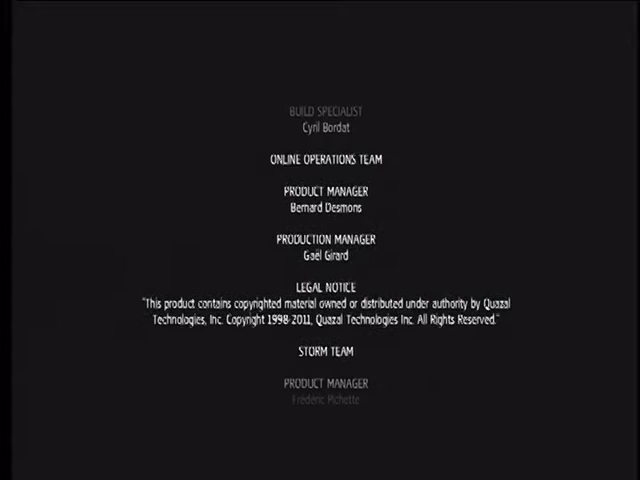 BUILD SPECIALIST
Cyril Bordat
ONLINE OPERATIONS TEAM
PRODUCT MANAGER
Bernard Desmons
PRODUCTION MANAGER
Gaël Girard
LEGAL NOTICE
"This product contains copyrighted material owned or distributed under authority by Quazal
Technologies, Inc. Copyright 1998-2011, Quazal Technologies Inc. All Rights Reserved."
STORM TEAM
PRODUCT MANAGER
Frédéric Pichette